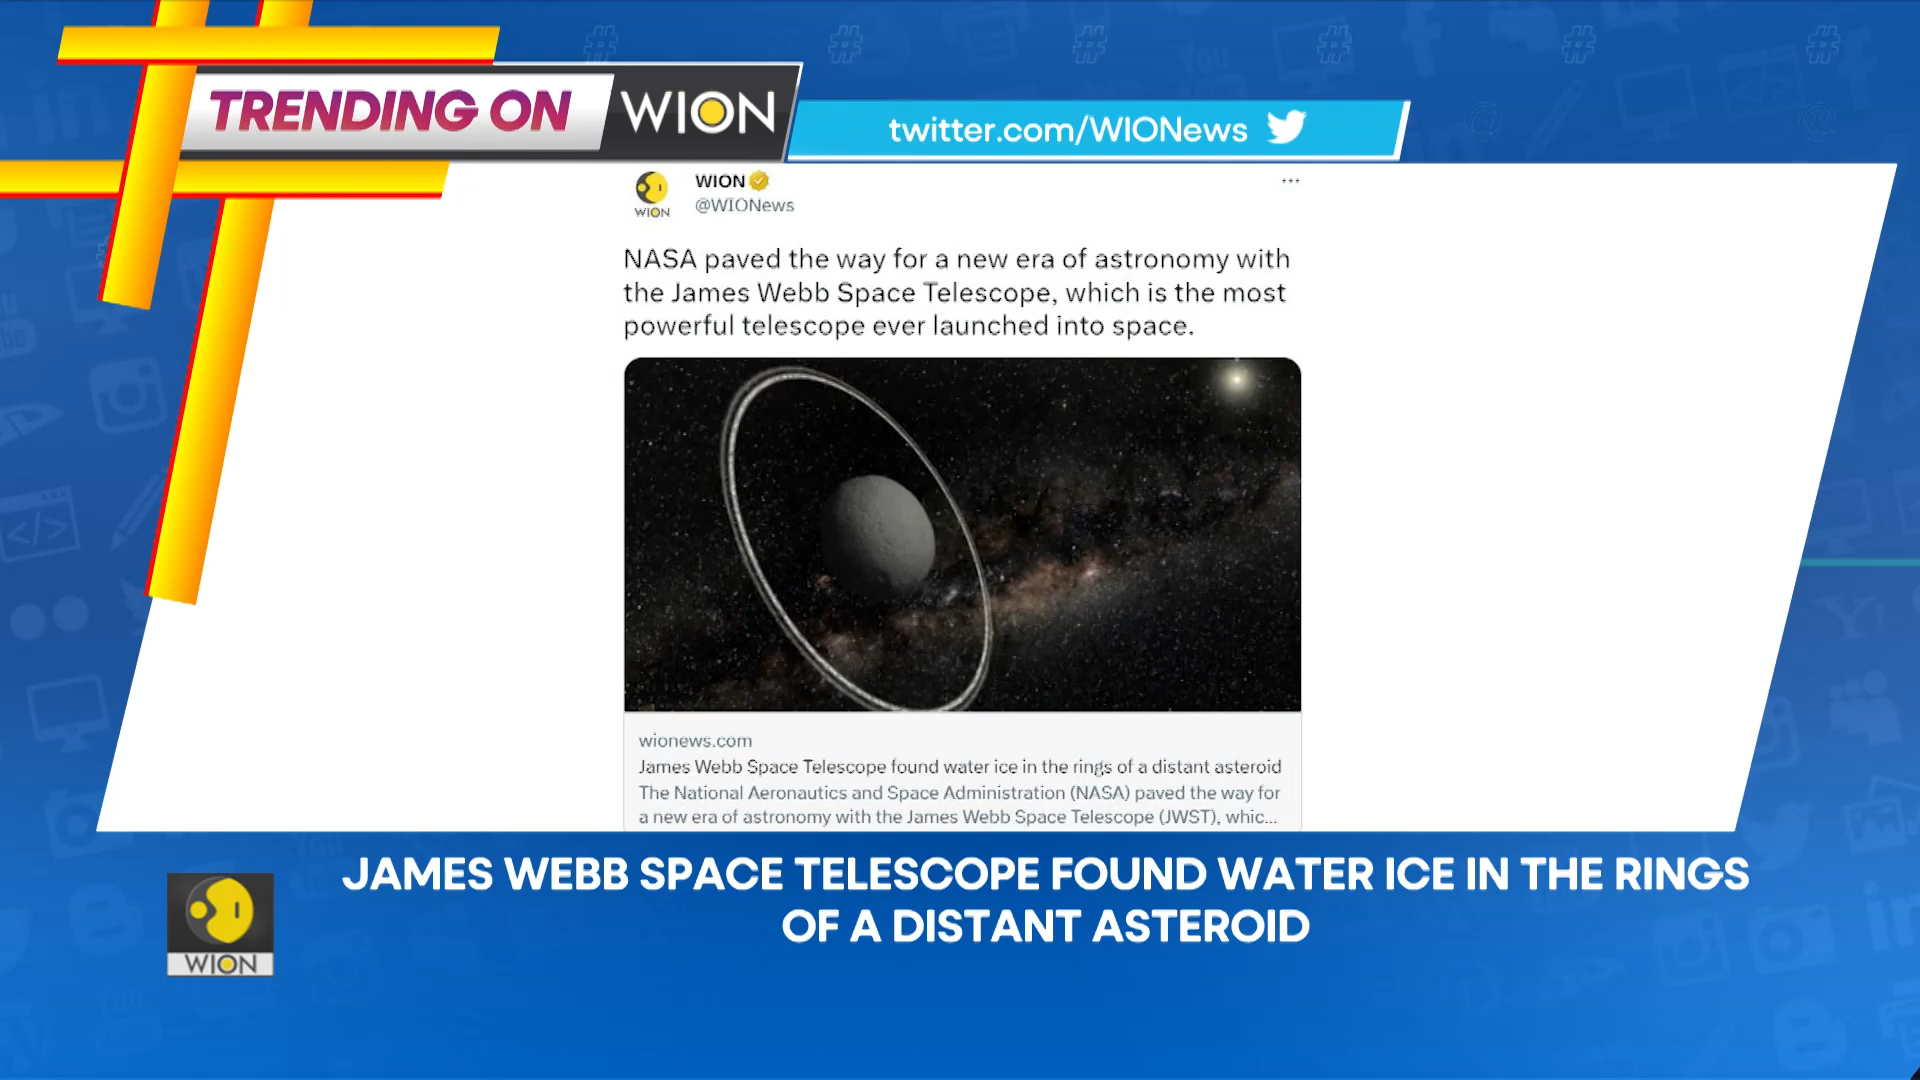 TRENDING ON WION
twitter.com/WIONews
WION
@WIONews
WION
NASA paved the way for a new era of astronomy with
the James Webb Space Telescope, which is the most
powerful telescope ever launched into space.
wionews.com
James Webb Space Telescope found water ice in the rings of a distant asteroid
The National Aeronautics and Space Administration (NASA) paved the way for
a new era of astronomy with the James Webb Space Telescope (JWST), whic...
JAMES WEBB SPACE TELESCOPE FOUND WATER ICE IN THE RINGS
OF A DISTANT ASTEROID
WION